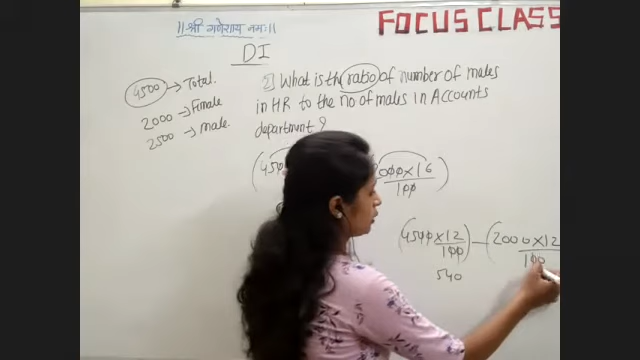 ॥ श्री गणेशाय नमः ॥
FOCUS CLASS
DI
4500 → Total.
2000 → Female
2500 → male.
What is the ratio of number of males
in HR to the no of males in Accounts
department?
000×16
100
(4500×12 / 100) — (2000×12 / 100
540